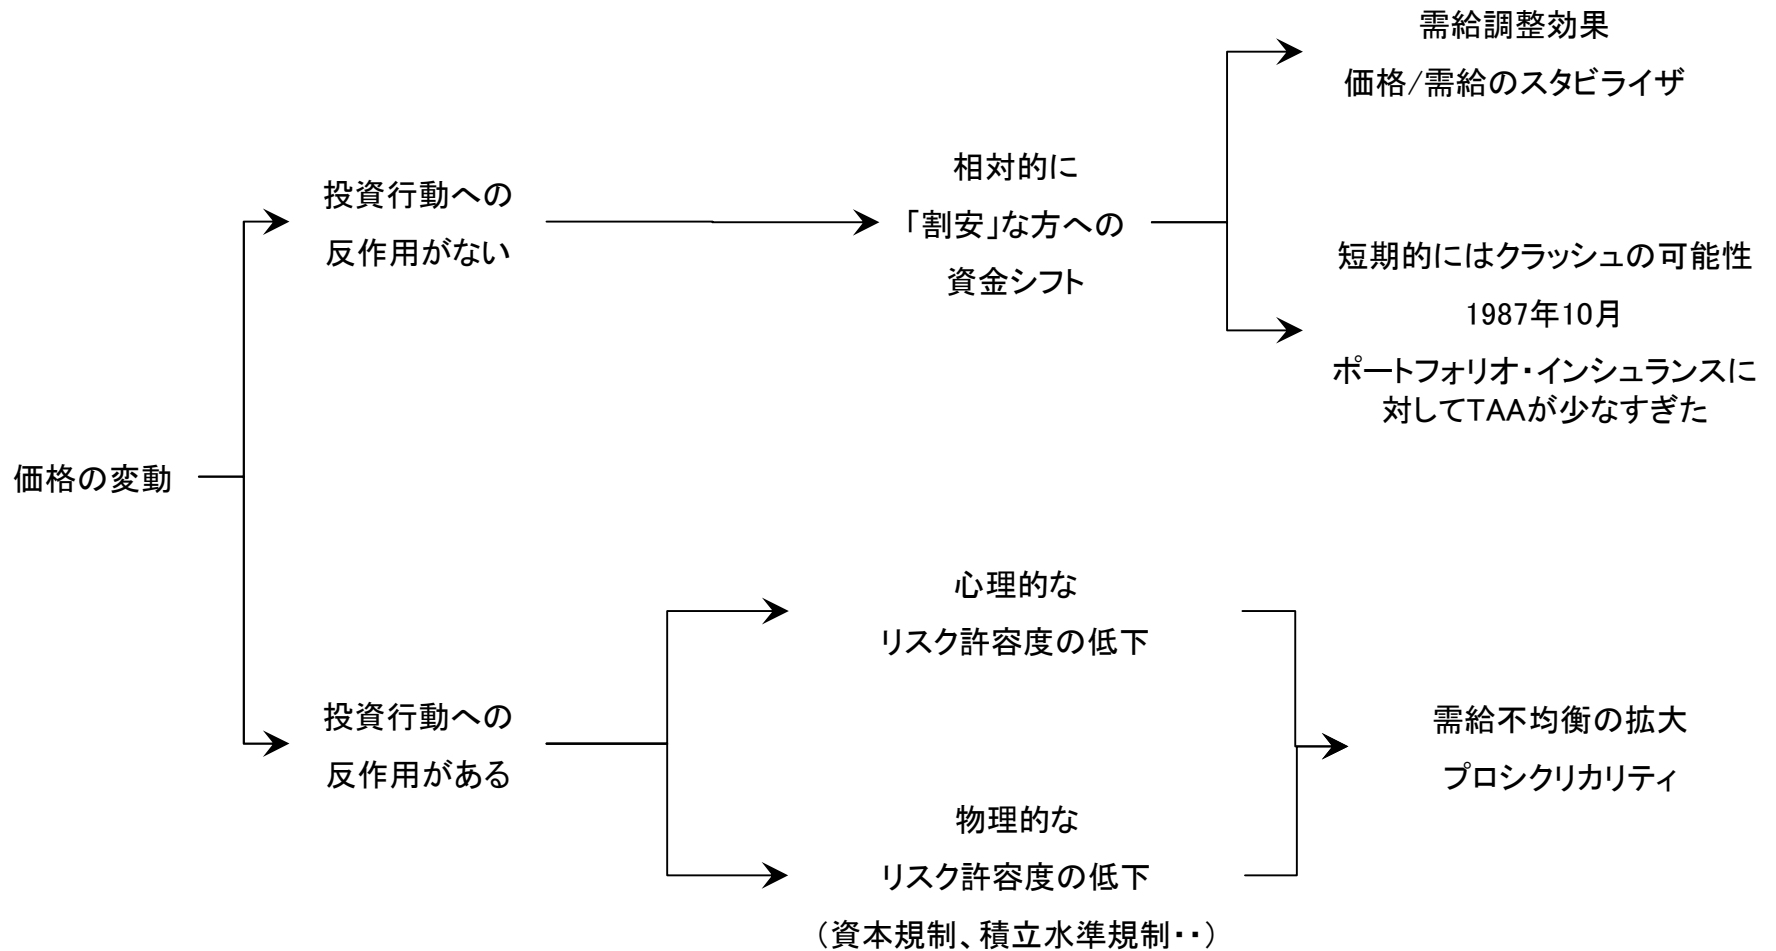 需給調整効果
価格/需給のスタビライザ
相対的に
「割安」な方への
資金シフト
投資行動への
反作用がない
短期的にはクラッシュの可能性
1987年10月
ポートフォリオ・インシュランスに
対してTAAが少なすぎた
価格の変動
心理的な
リスク許容度の低下
投資行動への
反作用がある
需給不均衡の拡大
プロシクリカリティ
物理的な
リスク許容度の低下
（資本規制、積立水準規制・・）